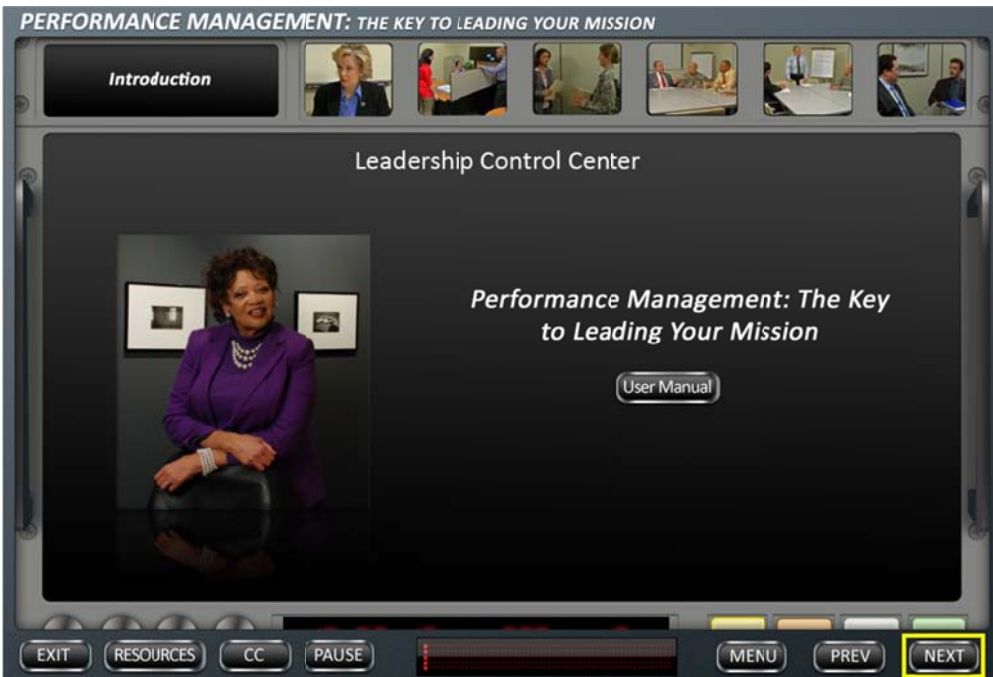 PERFORMANCE MANAGEMENT: THE KEY TO LEADING YOUR MISSION
Introduction
Leadership Control Center
Performance Management: The Key
to Leading Your Mission
User Manual
EXIT
RESOURCES
CC
PAUSE
MENU
PREV
NEXT